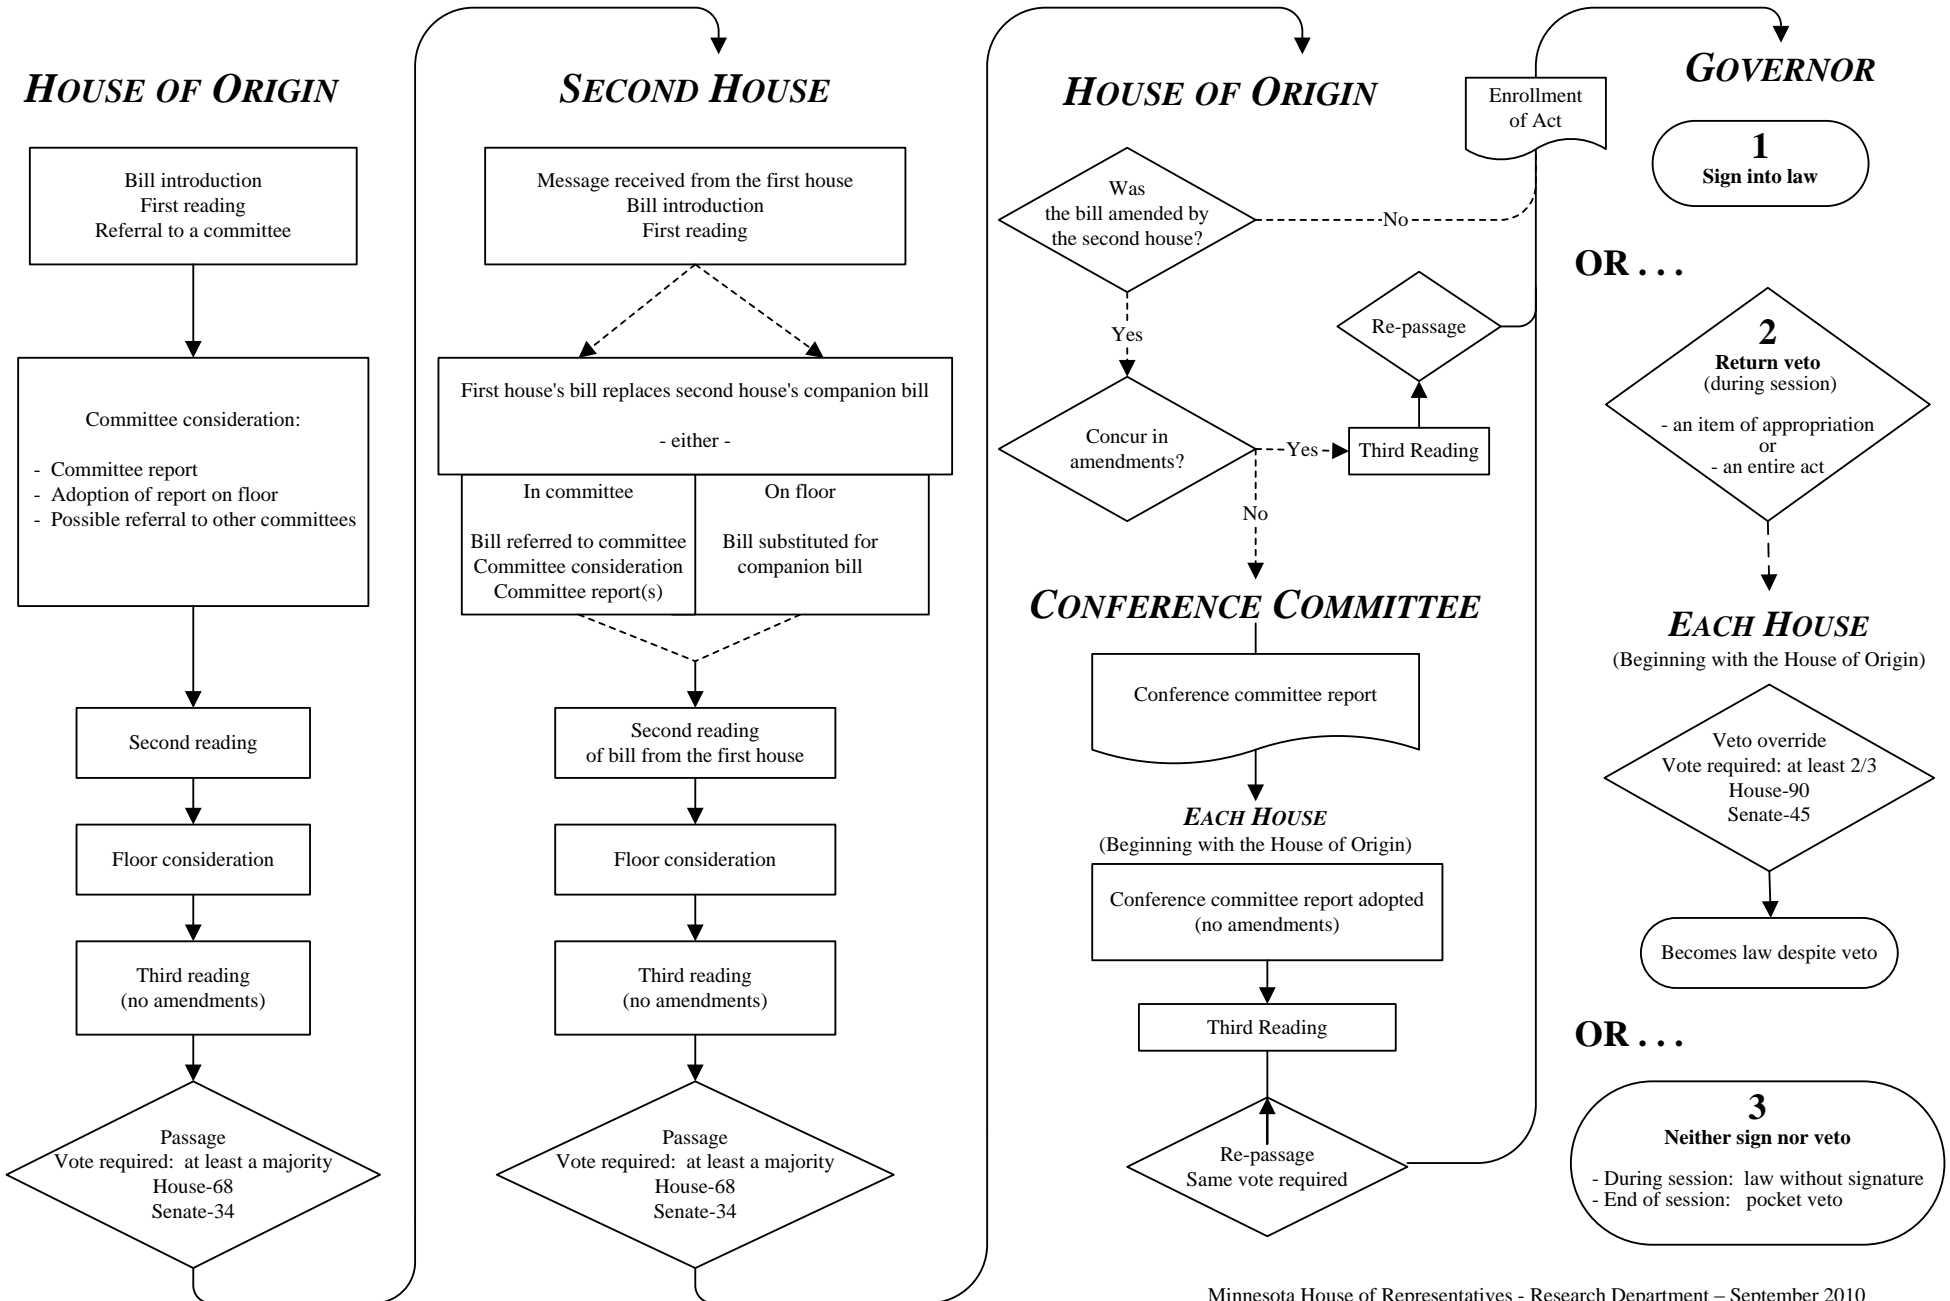 HOUSE OF ORIGIN
Bill introduction
First reading
Referral to a committee
Committee consideration:
- Committee report
- Adoption of report on floor
- Possible referral to other committees
Second reading
Floor consideration
Third reading
(no amendments)
Passage
Vote required: at least a majority
House-68
Senate-34
SECOND HOUSE
Message received from the first house
Bill introduction
First reading
First house's bill replaces second house's companion bill
- either -
In committee
Bill referred to committee
Committee consideration
Committee report(s)
On floor
Bill substituted for
companion bill
Second reading
of bill from the first house
Floor consideration
Third reading
(no amendments)
Passage
Vote required: at least a majority
House-68
Senate-34
HOUSE OF ORIGIN
Was
the bill amended by
the second house?
No
Yes
Concur in
amendments?
Yes
Third Reading
Re-passage
No
Enrollment
of Act
CONFERENCE COMMITTEE
Conference committee report
EACH HOUSE
(Beginning with the House of Origin)
Conference committee report adopted
(no amendments)
Third Reading
Re-passage
Same vote required
GOVERNOR
1
Sign into law
OR . . .
2
Return veto
(during session)
- an item of appropriation
or
- an entire act
EACH HOUSE
(Beginning with the House of Origin)
Veto override
Vote required: at least 2/3
House-90
Senate-45
Becomes law despite veto
OR . . .
3
Neither sign nor veto
- During session: law without signature
- End of session: pocket veto
Minnesota House of Representatives - Research Department – September 2010